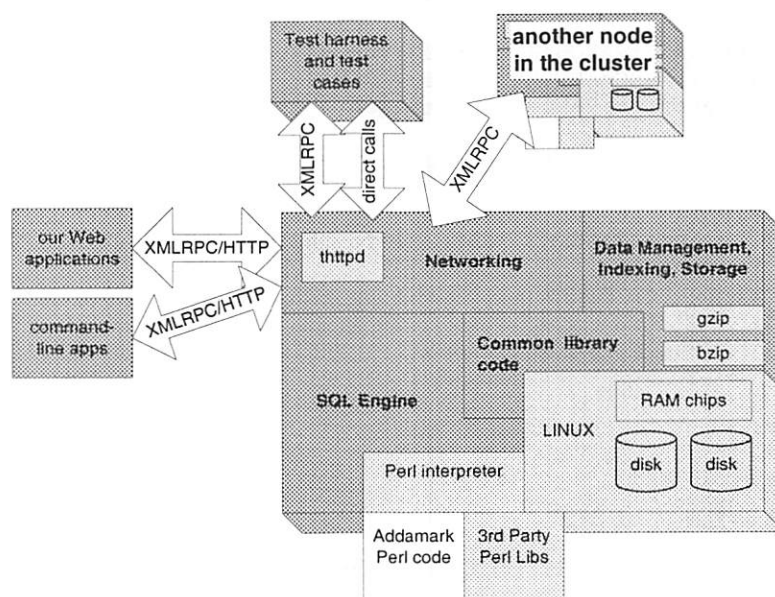 Test harness
and test
cases
another node
in the cluster
XMLRPC
direct calls
XMLRPC
our Web
applications
XMLRPC/HTTP
thttpd
Networking
Data Management,
Indexing, Storage
command-
line apps
XMLRPC/HTTP
gzip
bzip
Common library
code
SQL Engine
RAM chips
LINUX
disk
disk
Perl interpreter
Addamark
Perl code
3rd Party
Perl Libs